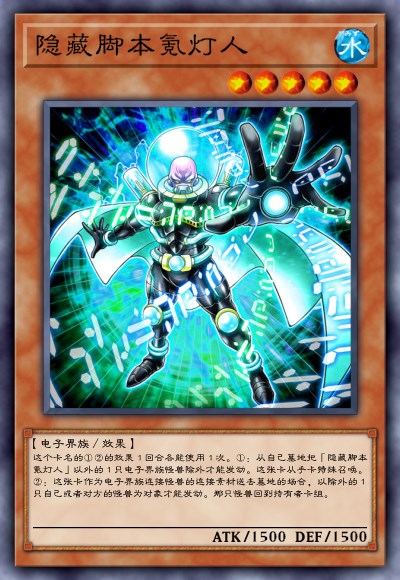 隐藏脚本氪灯人
水
【电子界族／效果】
这个卡名的①②的效果1回合各能使用1次。①：从自己墓地把「隐藏脚本
氪灯人」以外的1只电子界族怪兽除外才能发动。这张卡从手卡特殊召唤。
②：这张卡作为电子界族连接怪兽的连接素材送去墓地的场合，以除外的1
只自己或者对方的怪兽为对象才能发动。那只怪兽回到持有者卡组。
ATK/1500 DEF/1500